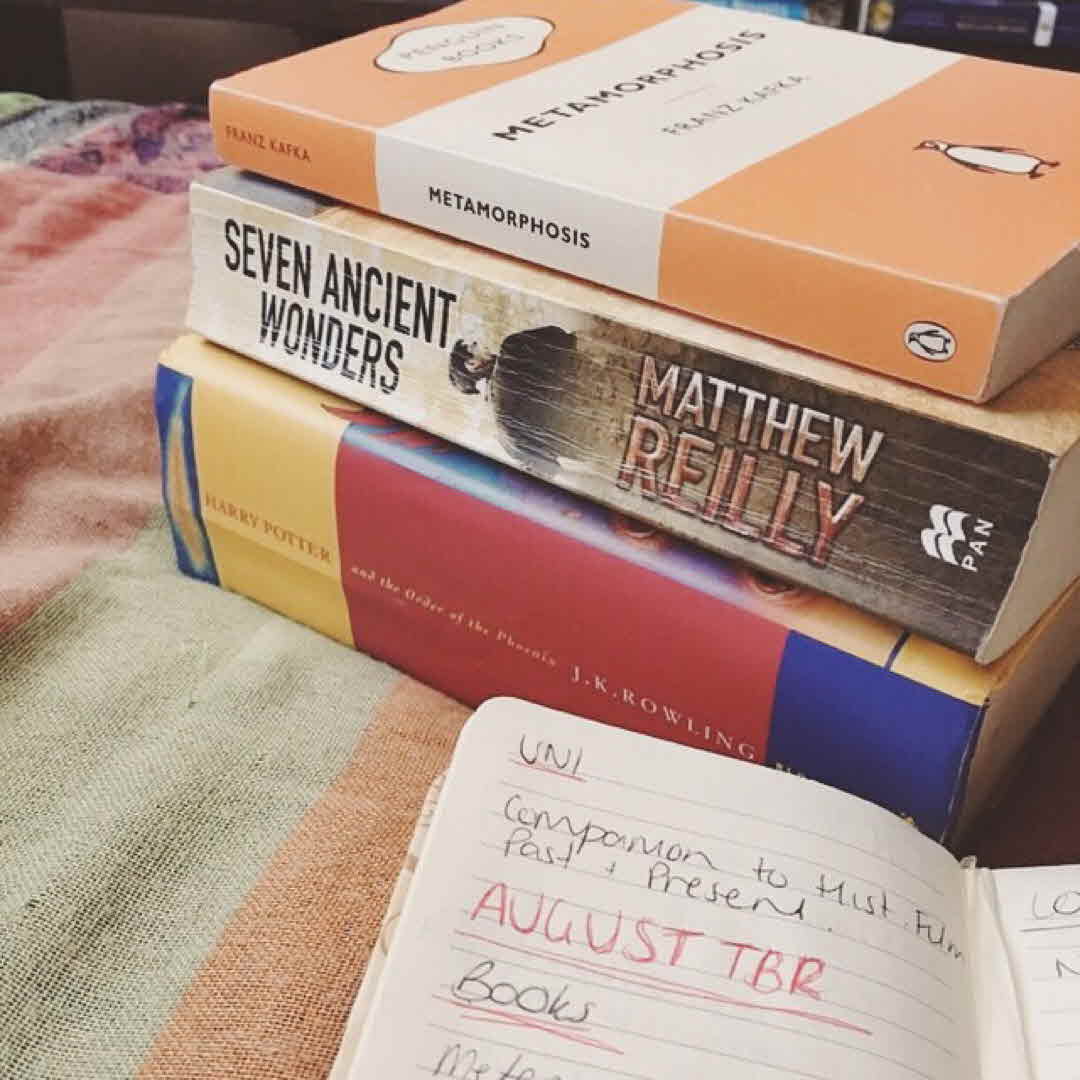 PENGUIN
BOOKS
METAMORPHOSIS
FRANZ KAFKA
FRANZ KAFKA
METAMORPHOSIS
SEVEN ANCIENT
WONDERS
MATTHEW
REILLY
PAN
HARRY POTTER
and the Order of the Phoenix
J.K.ROWLING
UNI
Companion to Hist. Film
Past + Present.
AUGUST TBR
Books